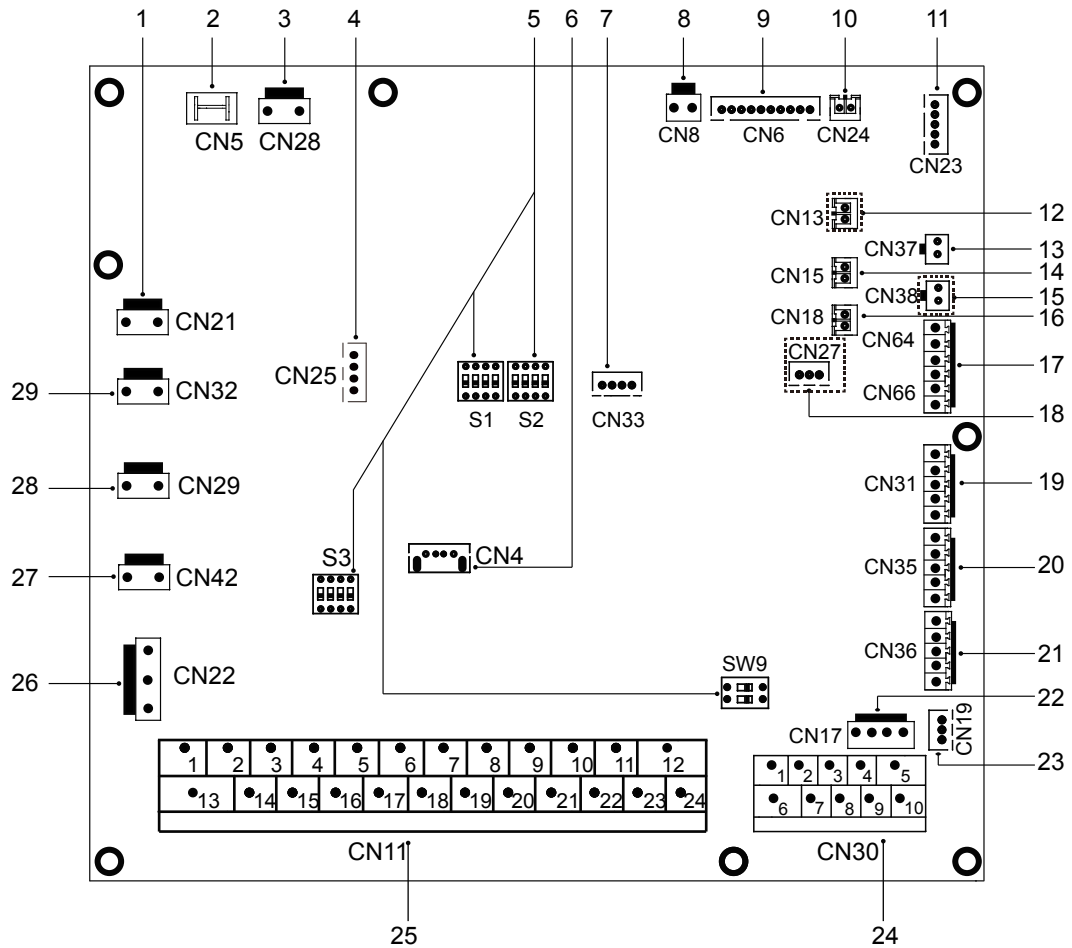 1 2 3 4 5 6 7 8 9 10 11
CN5 CN28 CN8 CN6 CN24
CN23
CN13 12
CN37 13
CN15 14
CN38 15
CN21 CN18 16
CN64
CN25 CN27 17
29 CN32 CN66
S1 S2 CN33 18
28 CN29 CN31 19
S3 CN4
27 CN42 CN35 20
CN36 21
26 CN22 SW9
22
CN17 CN19
23
1 2 3 4 5 6 7 8 9 10 11 12
1 2 3 4 5
13 14 15 16 17 18 19 20 21 22 23 24
6 7 8 9 10
CN11 CN30
25 24